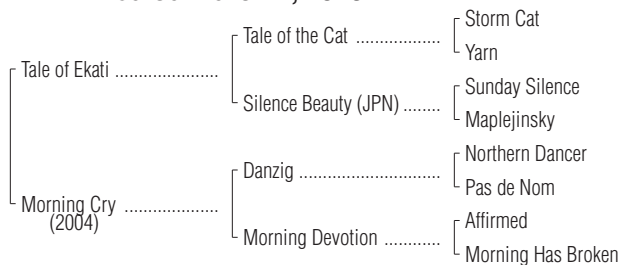 Tale of the Cat ..................
Storm Cat
Yarn
Tale of Ekati ......................
Silence Beauty (JPN) ........
Sunday Silence
Maplejinsky
Morning Cry ....................
(2004)
Danzig ..............................
Northern Dancer
Pas de Nom
Morning Devotion ............
Affirmed
Morning Has Broken